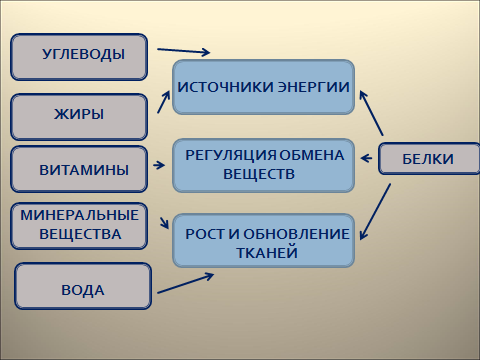 УГЛЕВОДЫ
ЖИРЫ
ВИТАМИНЫ
МИНЕРАЛЬНЫЕ
ВЕЩЕСТВА
ВОДА
ИСТОЧНИКИ ЭНЕРГИИ
РЕГУЛЯЦИЯ ОБМЕНА
ВЕЩЕСТВ
РОСТ И ОБНОВЛЕНИЕ
ТКАНЕЙ
БЕЛКИ